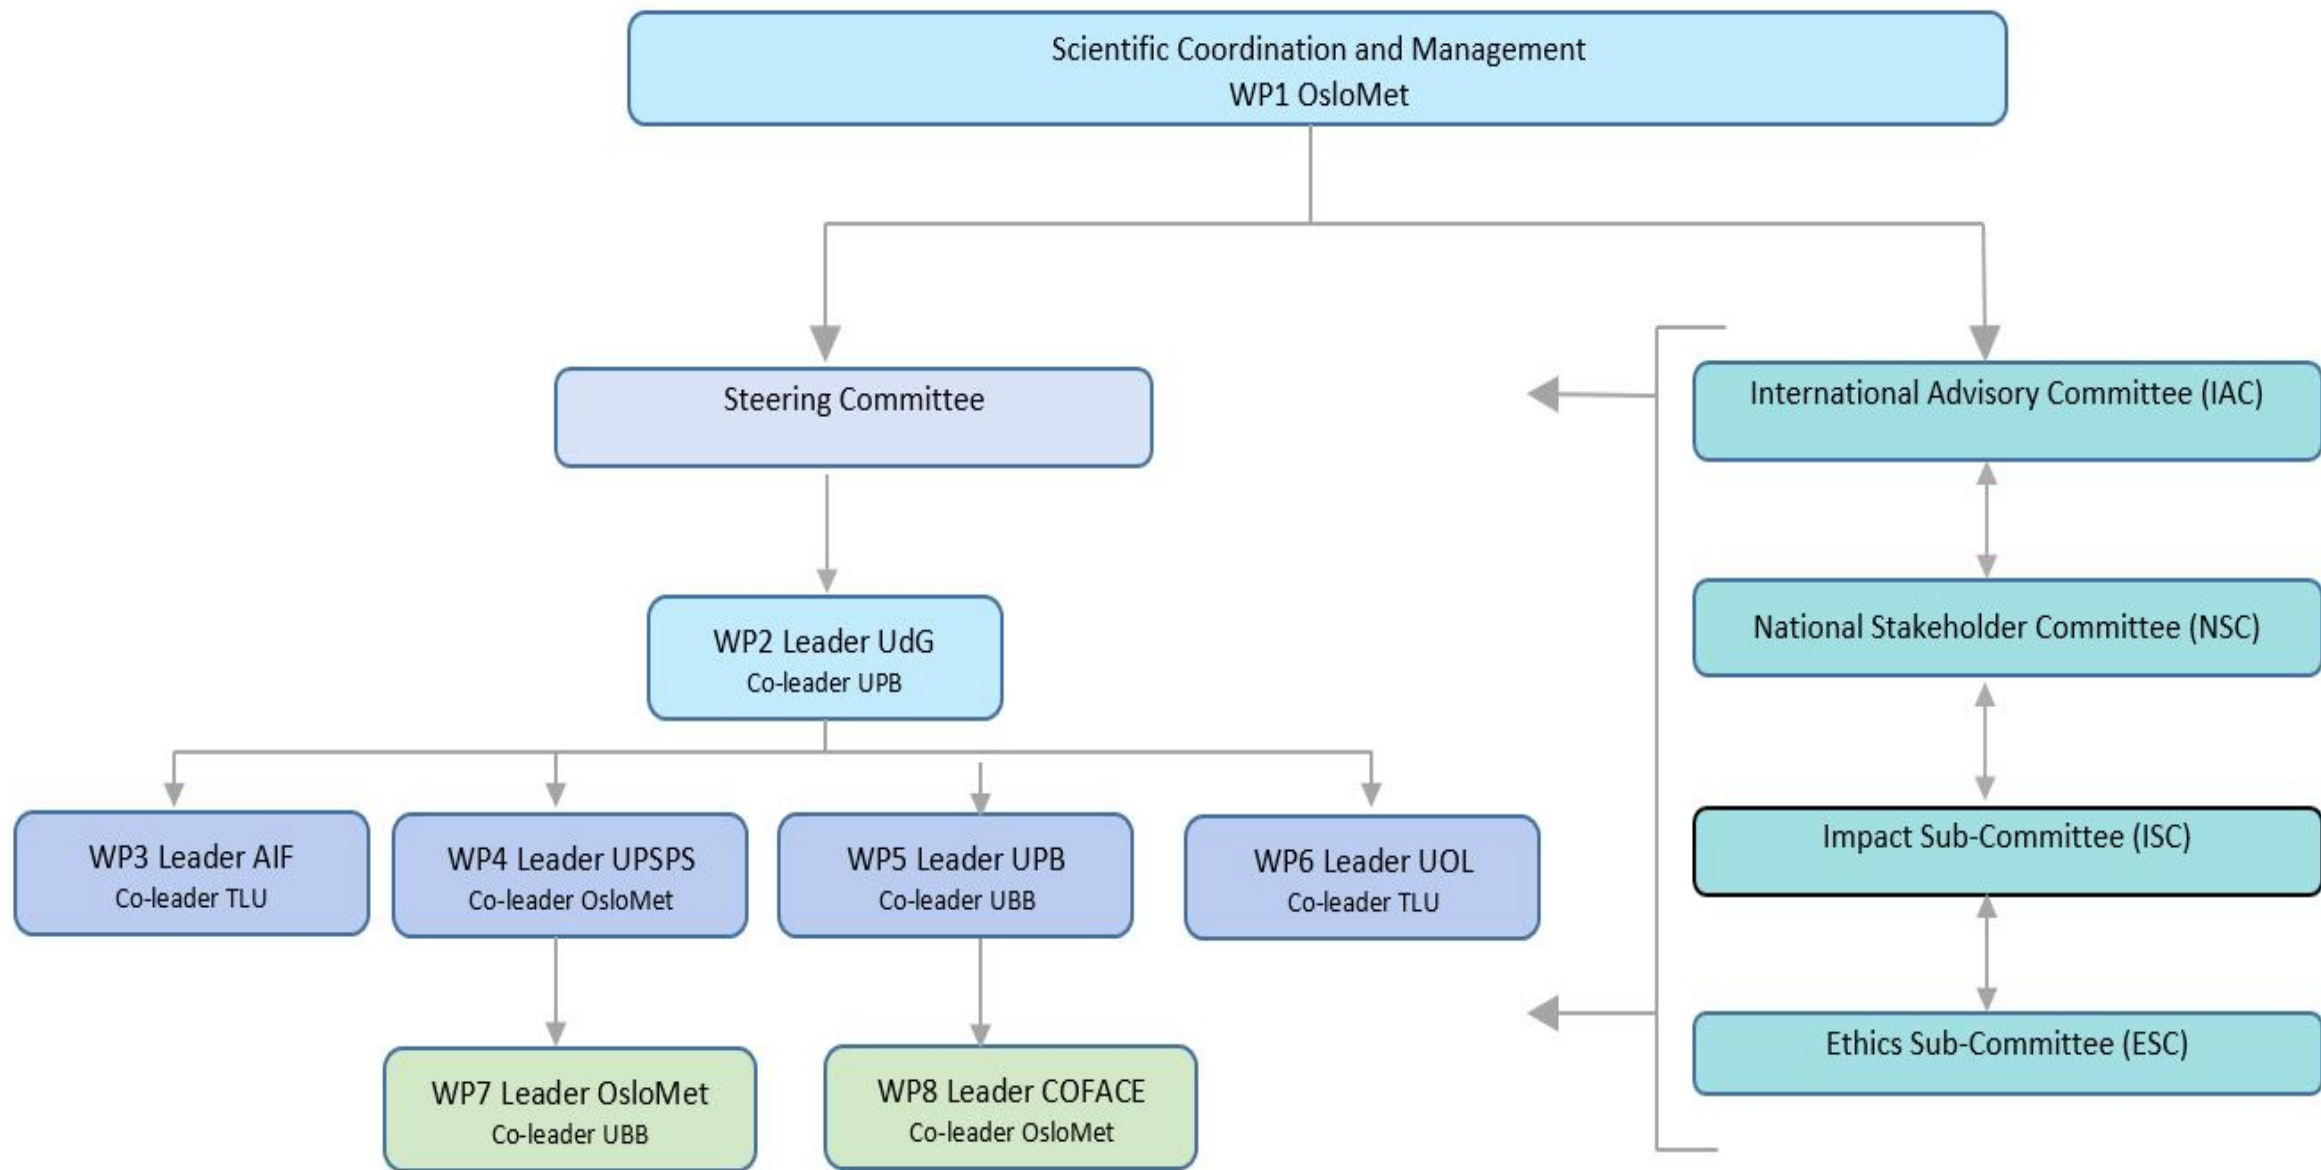 Scientific Coordination and Management
WP1 OsloMet
Steering Committee
International Advisory Committee (IAC)
National Stakeholder Committee (NSC)
WP2 Leader UdG
Co-leader UPB
WP3 Leader AIF
Co-leader TLU
WP4 Leader UPSPS
Co-leader OsloMet
WP5 Leader UPB
Co-leader UBB
WP6 Leader UOL
Co-leader TLU
Impact Sub-Committee (ISC)
Ethics Sub-Committee (ESC)
WP7 Leader OsloMet
Co-leader UBB
WP8 Leader COFACE
Co-leader OsloMet